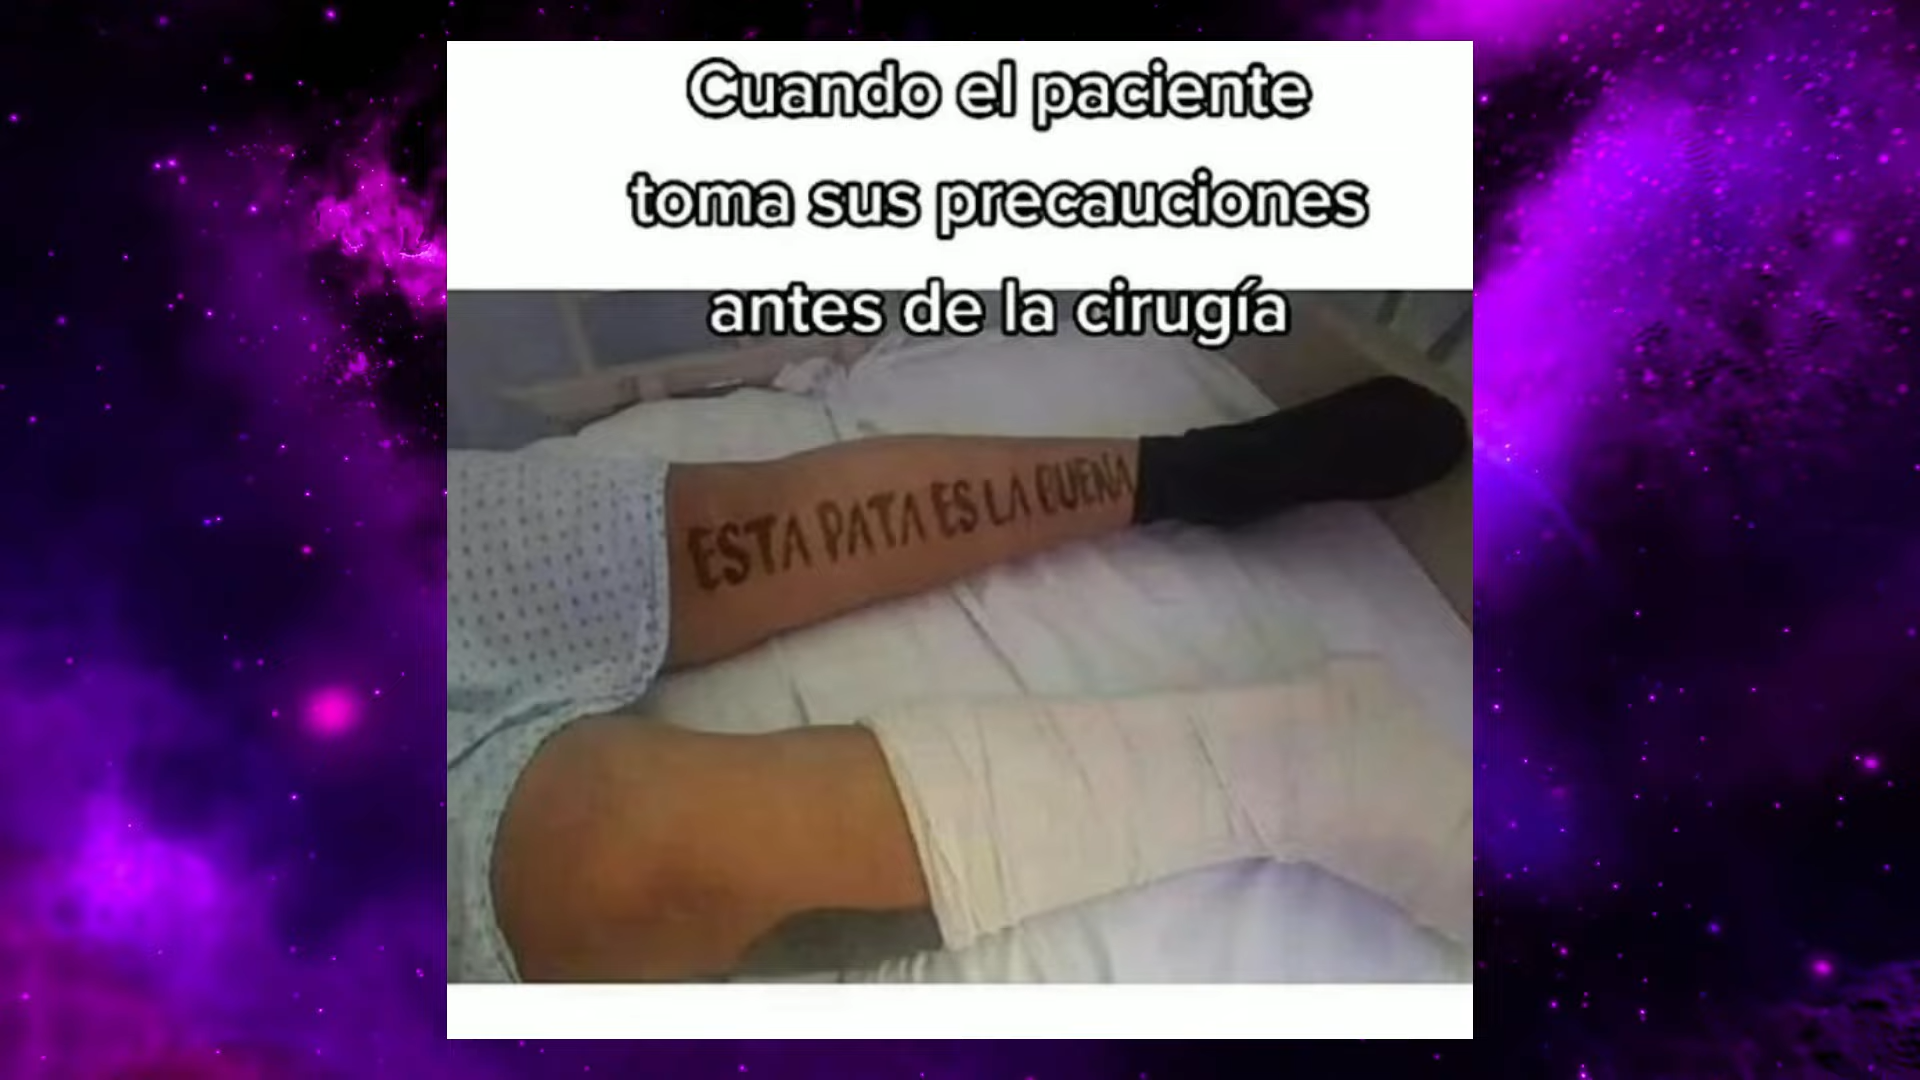 Cuando el paciente
toma sus precauciones
antes de la cirugía
ESTA PATA ES LA BUENA